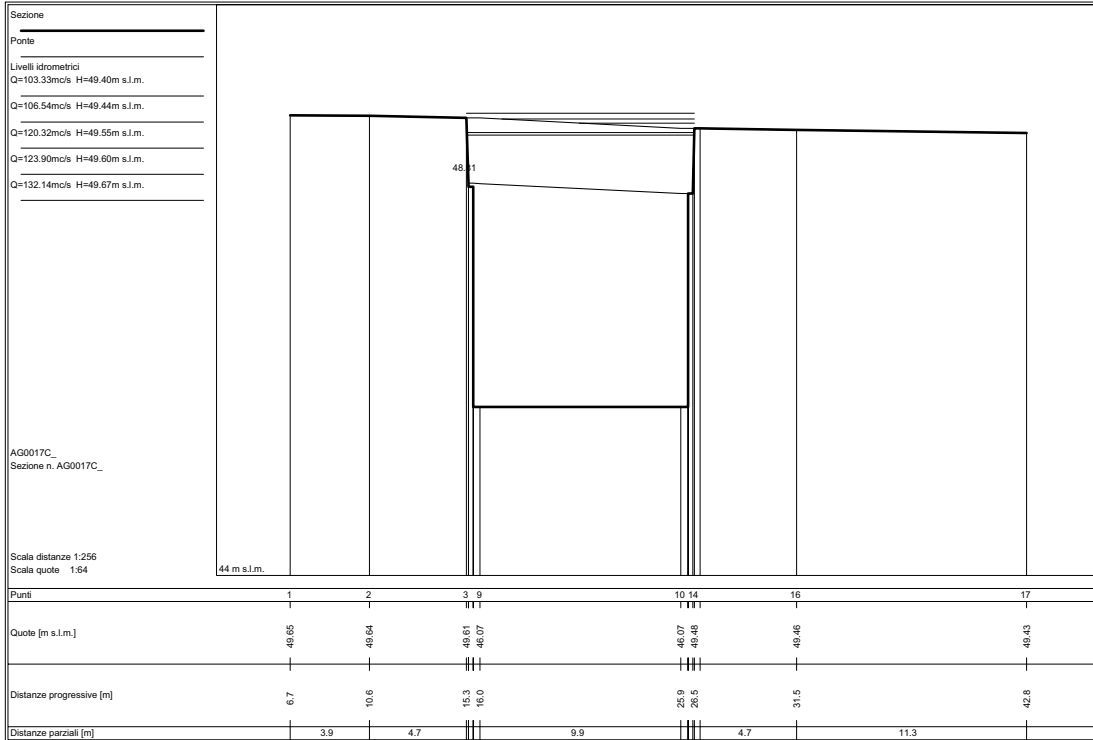 Sezione
Ponte
Livelli idrometrici
Q=103.33mc/s H=49.40m s.l.m.
Q=106.54mc/s H=49.44m s.l.m.
Q=120.32mc/s H=49.55m s.l.m.
Q=123.90mc/s H=49.60m s.l.m.
Q=132.14mc/s H=49.67m s.l.m.
48.81
AG0017C_
Sezione n. AG0017C_
Scala distanze 1:256
Scala quote 1:64
44 m s.l.m.
Punti 1 2 3 9 10 14 16 17
Quote [m s.l.m.] 49.65 49.64 49.61 46.07 46.07 49.48 49.46 49.43
Distanze progressive [m] 6.7 10.6 15.3 16.0 25.9 26.5 31.5 42.8
Distanze parziali [m] 3.9 4.7 9.9 4.7 11.3